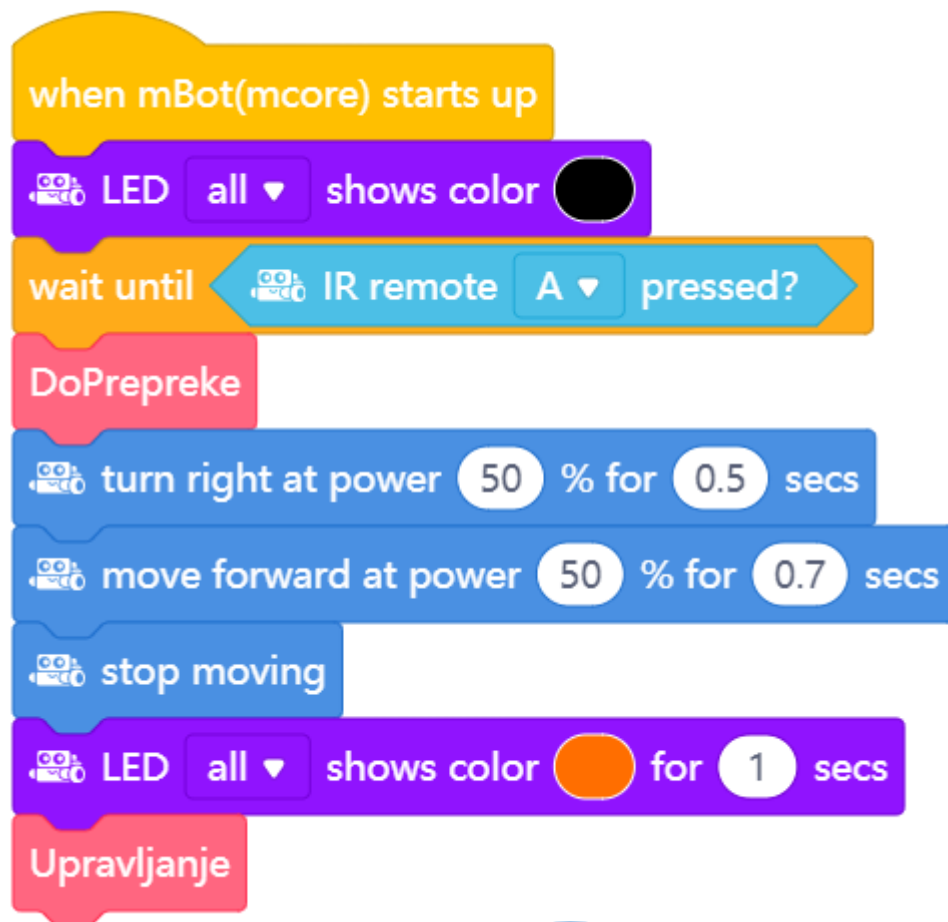 when mBot(mcore) starts up
LED all shows color
wait until IR remote A pressed?
DoPrepreke
turn right at power 50 % for 0.5 secs
move forward at power 50 % for 0.7 secs
stop moving
LED all shows color for 1 secs
Upravljanje